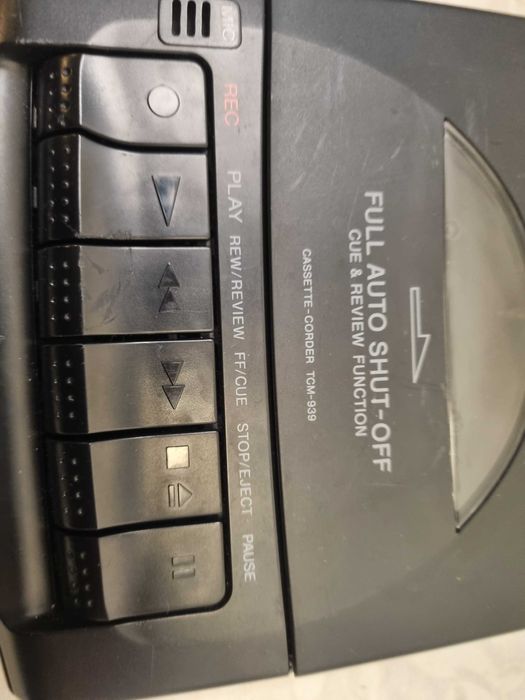 FULL AUTO SHUT-OFF
CUE & REVIEW FUNCTION
CASSETTE-CORDER TCM-939
MIC
REC PLAY REW/REVIEW FF/CUE STOP/EJECT PAUSE